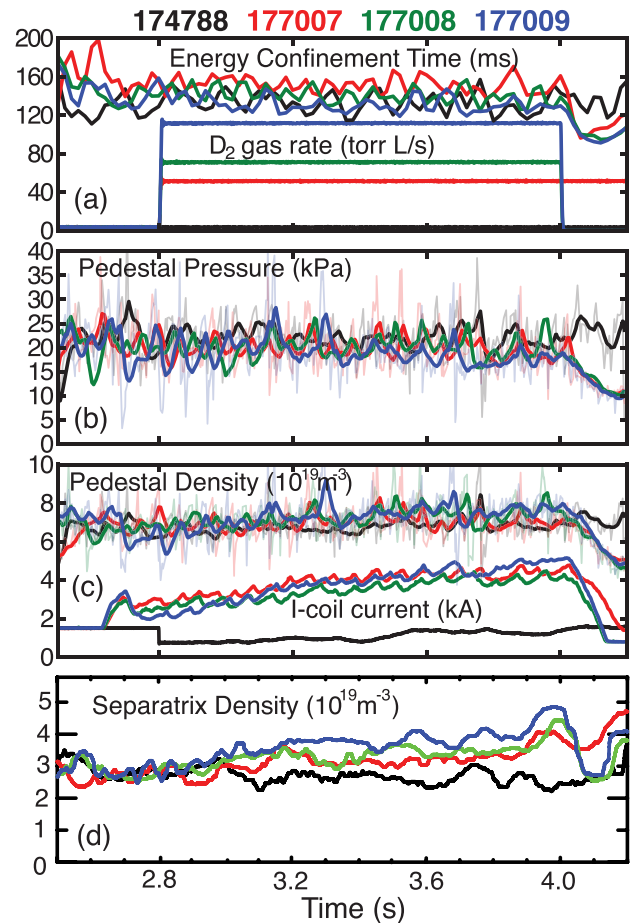 174788 177007 177008 177009
200
160
120
80
40
0
Energy Confinement Time (ms)
D2 gas rate (torr L/s)
(a)
40
35
30
25
20
15
10
5
0
Pedestal Pressure (kPa)
(b)
10
8
6
4
2
0
Pedestal Density (10^19m^-3)
I-coil current (kA)
(c)
5
4
3
2
1
0
Separatrix Density (10^19m^-3)
(d)
2.8 3.2 3.6 4.0
Time (s)